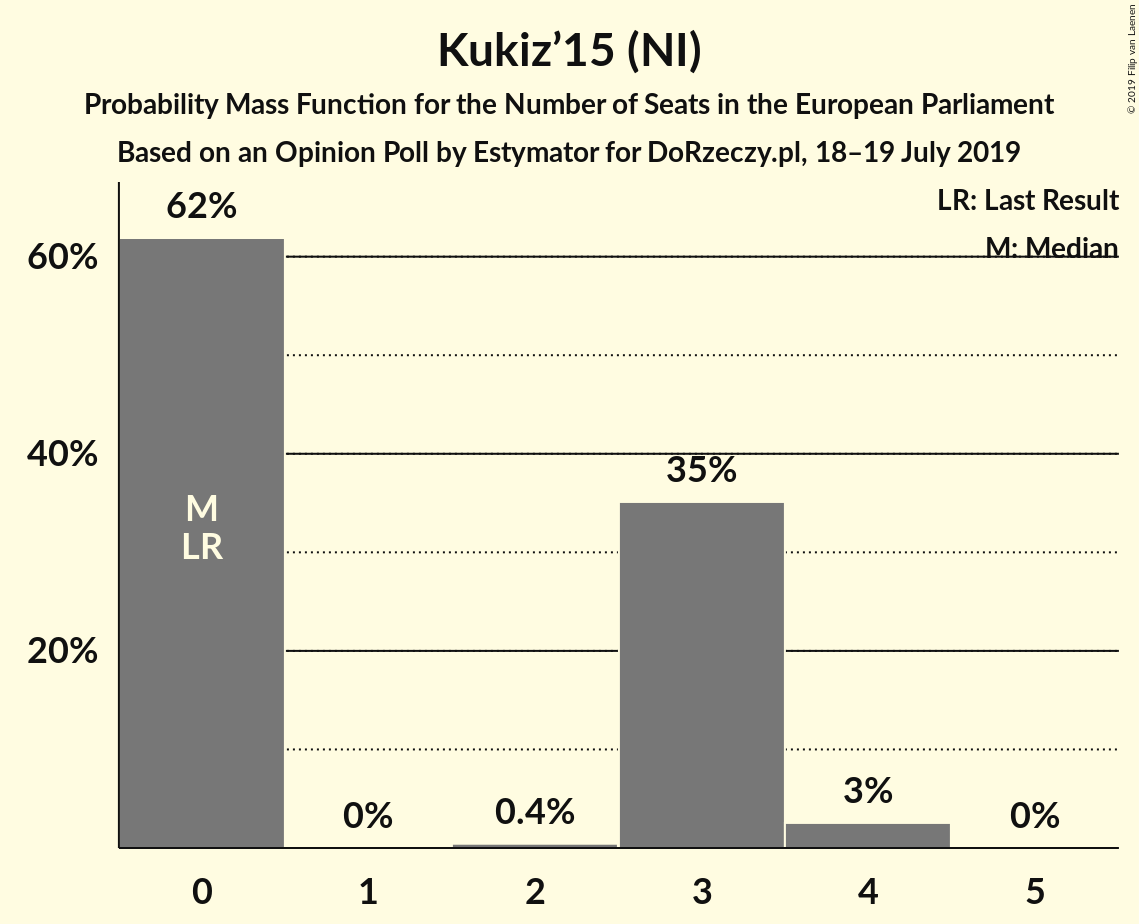 Kukiz’15 (NI)
Probability Mass Function for the Number of Seats in the European Parliament
Based on an Opinion Poll by Estymator for DoRzeczy.pl, 18–19 July 2019
© 2019 Filip van Laenen
LR: Last Result
M: Median
62%
60%
40%
35%
M
LR
20%
3%
0%
0.4%
0%
0 1 2 3 4 5